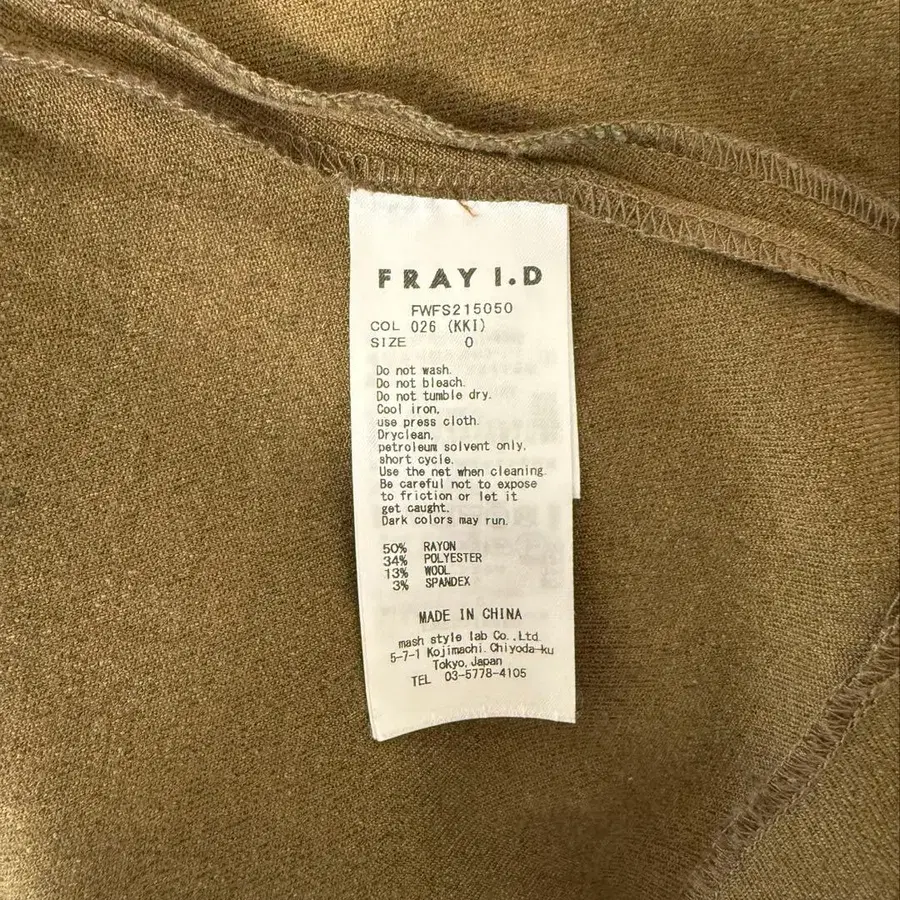 FRAY I.D
FWFS215050
COL 026 (KKI)
SIZE 0
Do not wash.
Do not bleach.
Do not tumble dry.
Cool iron,
use press cloth.
Dryclean,
petroleum solvent only,
short cycle.
Use the net when cleaning.
Be careful not to expose
to friction or let it
get caught.
Dark colors may run.
50% RAYON
34% POLYESTER
13% WOOL
3% SPANDEX
MADE IN CHINA
mash style lab Co.,Ltd.
5-7-1 Kojimachi. Chiyoda-ku
Tokyo, Japan
TEL 03-5778-4105